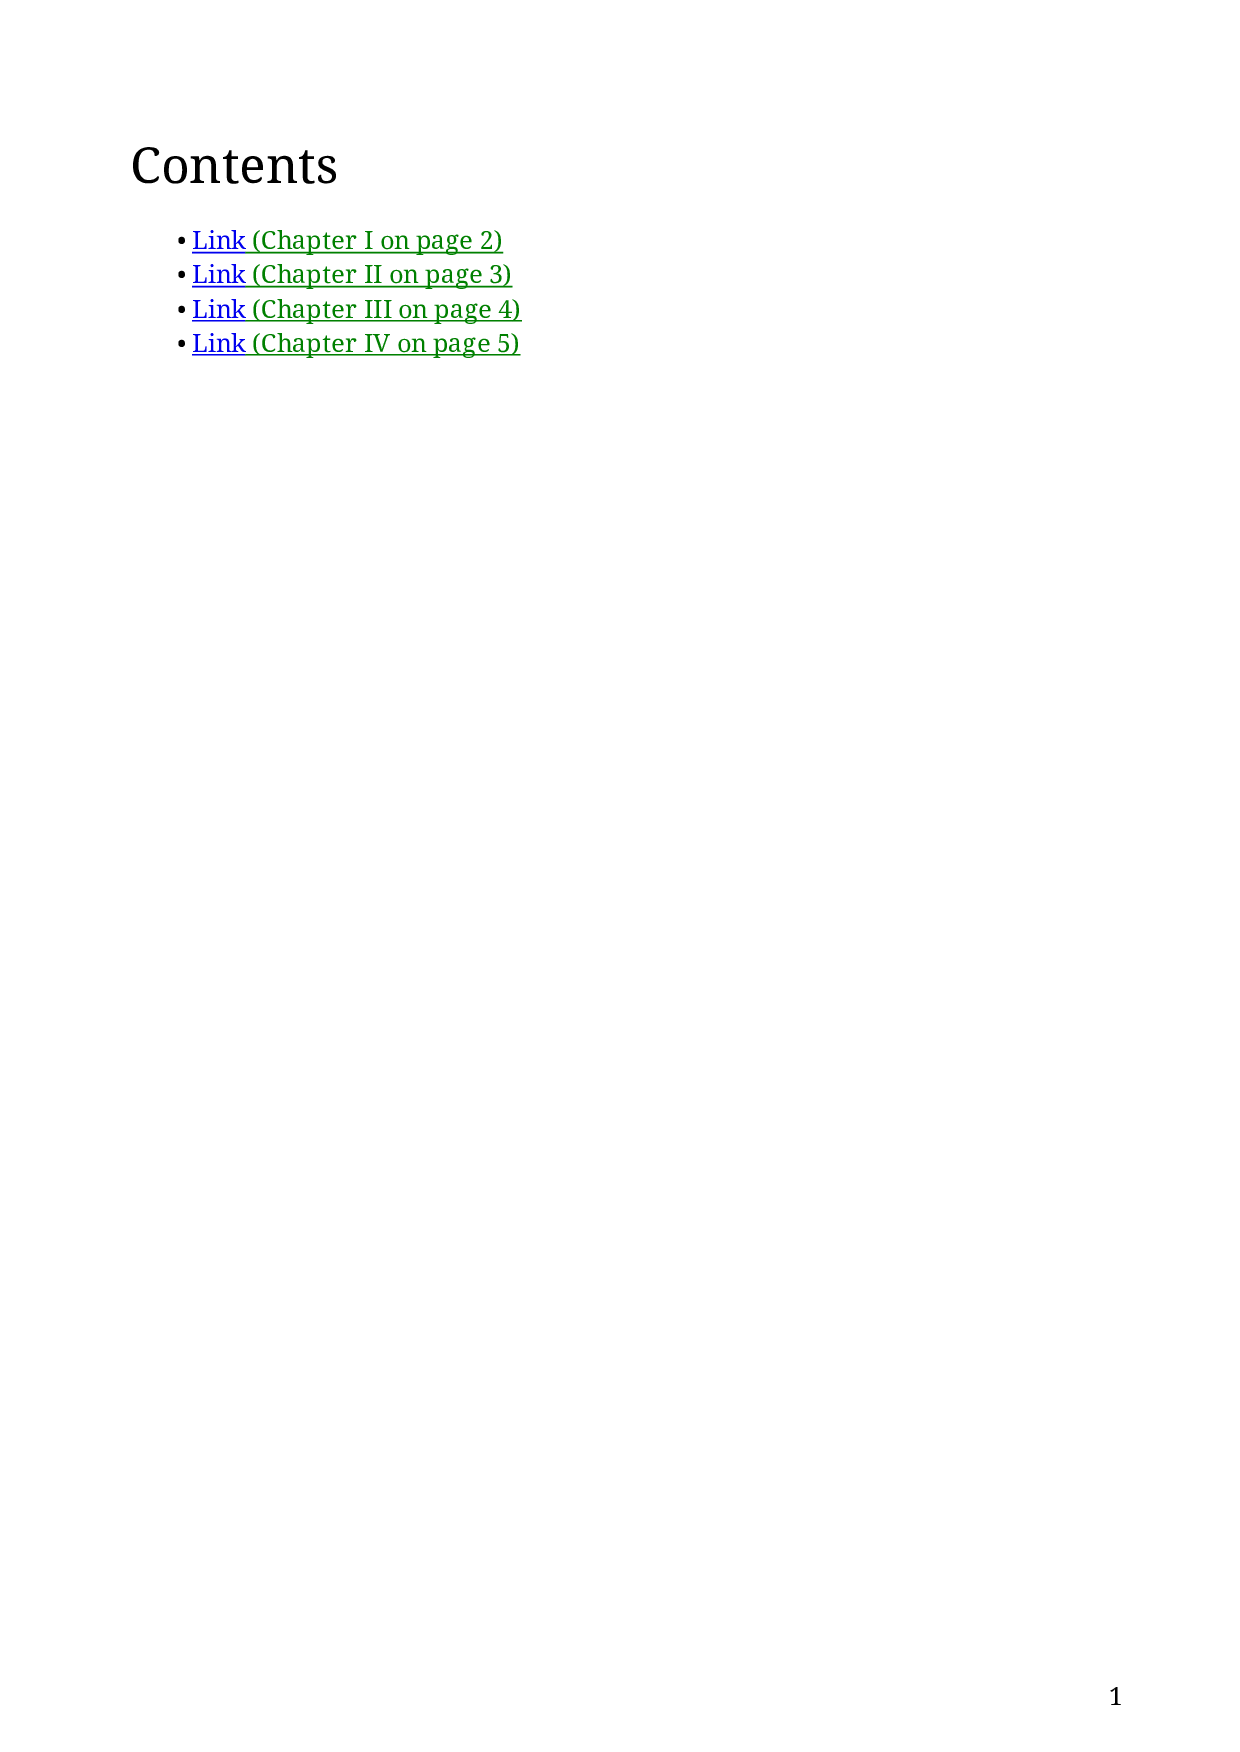 Contents
• Link (Chapter I on page 2)
• Link (Chapter II on page 3)
• Link (Chapter III on page 4)
• Link (Chapter IV on page 5)
1